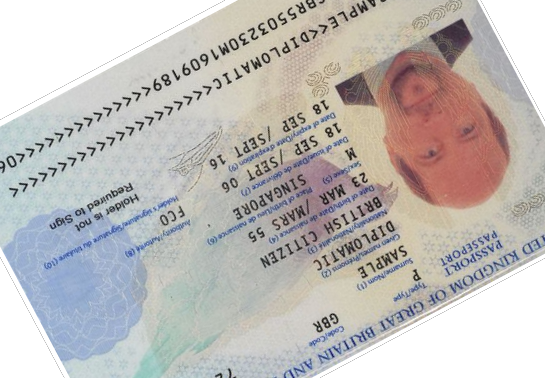 TED KINGDOM OF GREAT BRITAIN AND
PASSPORT
PASSEPORT
Type/Type Code/Code
P GBR
Surname/Nom (1)
SAMPLE
Given names/Prénoms (2)
DIPLOMATIC
Nationality/Nationalité (3)
BRITISH CITIZEN
Date of birth/Date de naissance (4)
23 MAR /MARS 55
Sex/Sexe (5) Place of birth/Lieu de naissance (6)
M SINGAPORE
Date of issue/Date de délivrance (7) Authority/Autorité (8)
18 SEP /SEPT 06 FCO
Date of expiry/Date d'expiration (9) Holder's signature/Signature du titulaire (10)
18 SEP /SEPT 16
Holder is not
Required to Sign
AMPLE<<DIPLOMATIC<<<<<<<<<<<<<<<<
GBR5503230M1609189<<<<<<<<<<<<<<06